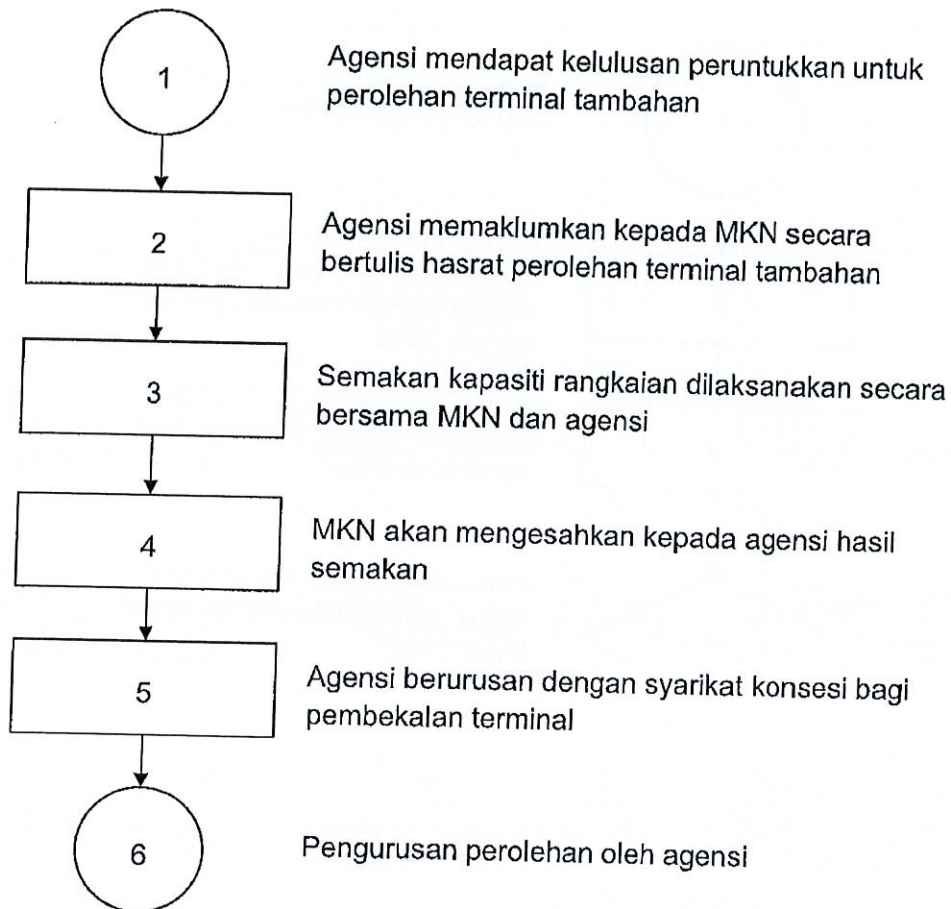 1
Agensi mendapat kelulusan peruntukkan untuk
perolehan terminal tambahan
2
Agensi memaklumkan kepada MKN secara
bertulis hasrat perolehan terminal tambahan
3
Semakan kapasiti rangkaian dilaksanakan secara
bersama MKN dan agensi
4
MKN akan mengesahkan kepada agensi hasil
semakan
5
Agensi berurusan dengan syarikat konsesi bagi
pembekalan terminal
6
Pengurusan perolehan oleh agensi